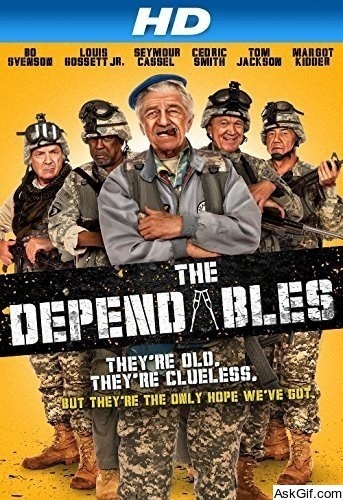 HD
BO SVENSON LOUIS GOSSETT JR. SEYMOUR CASSEL CEDRIC SMITH TOM JACKSON MARGOT KIDDER
THE
DEPENDABLES
THEY'RE OLD.
THEY'RE CLUELESS.
BUT THEY'RE THE ONLY HOPE WE'VE GOT.
AskGif.com